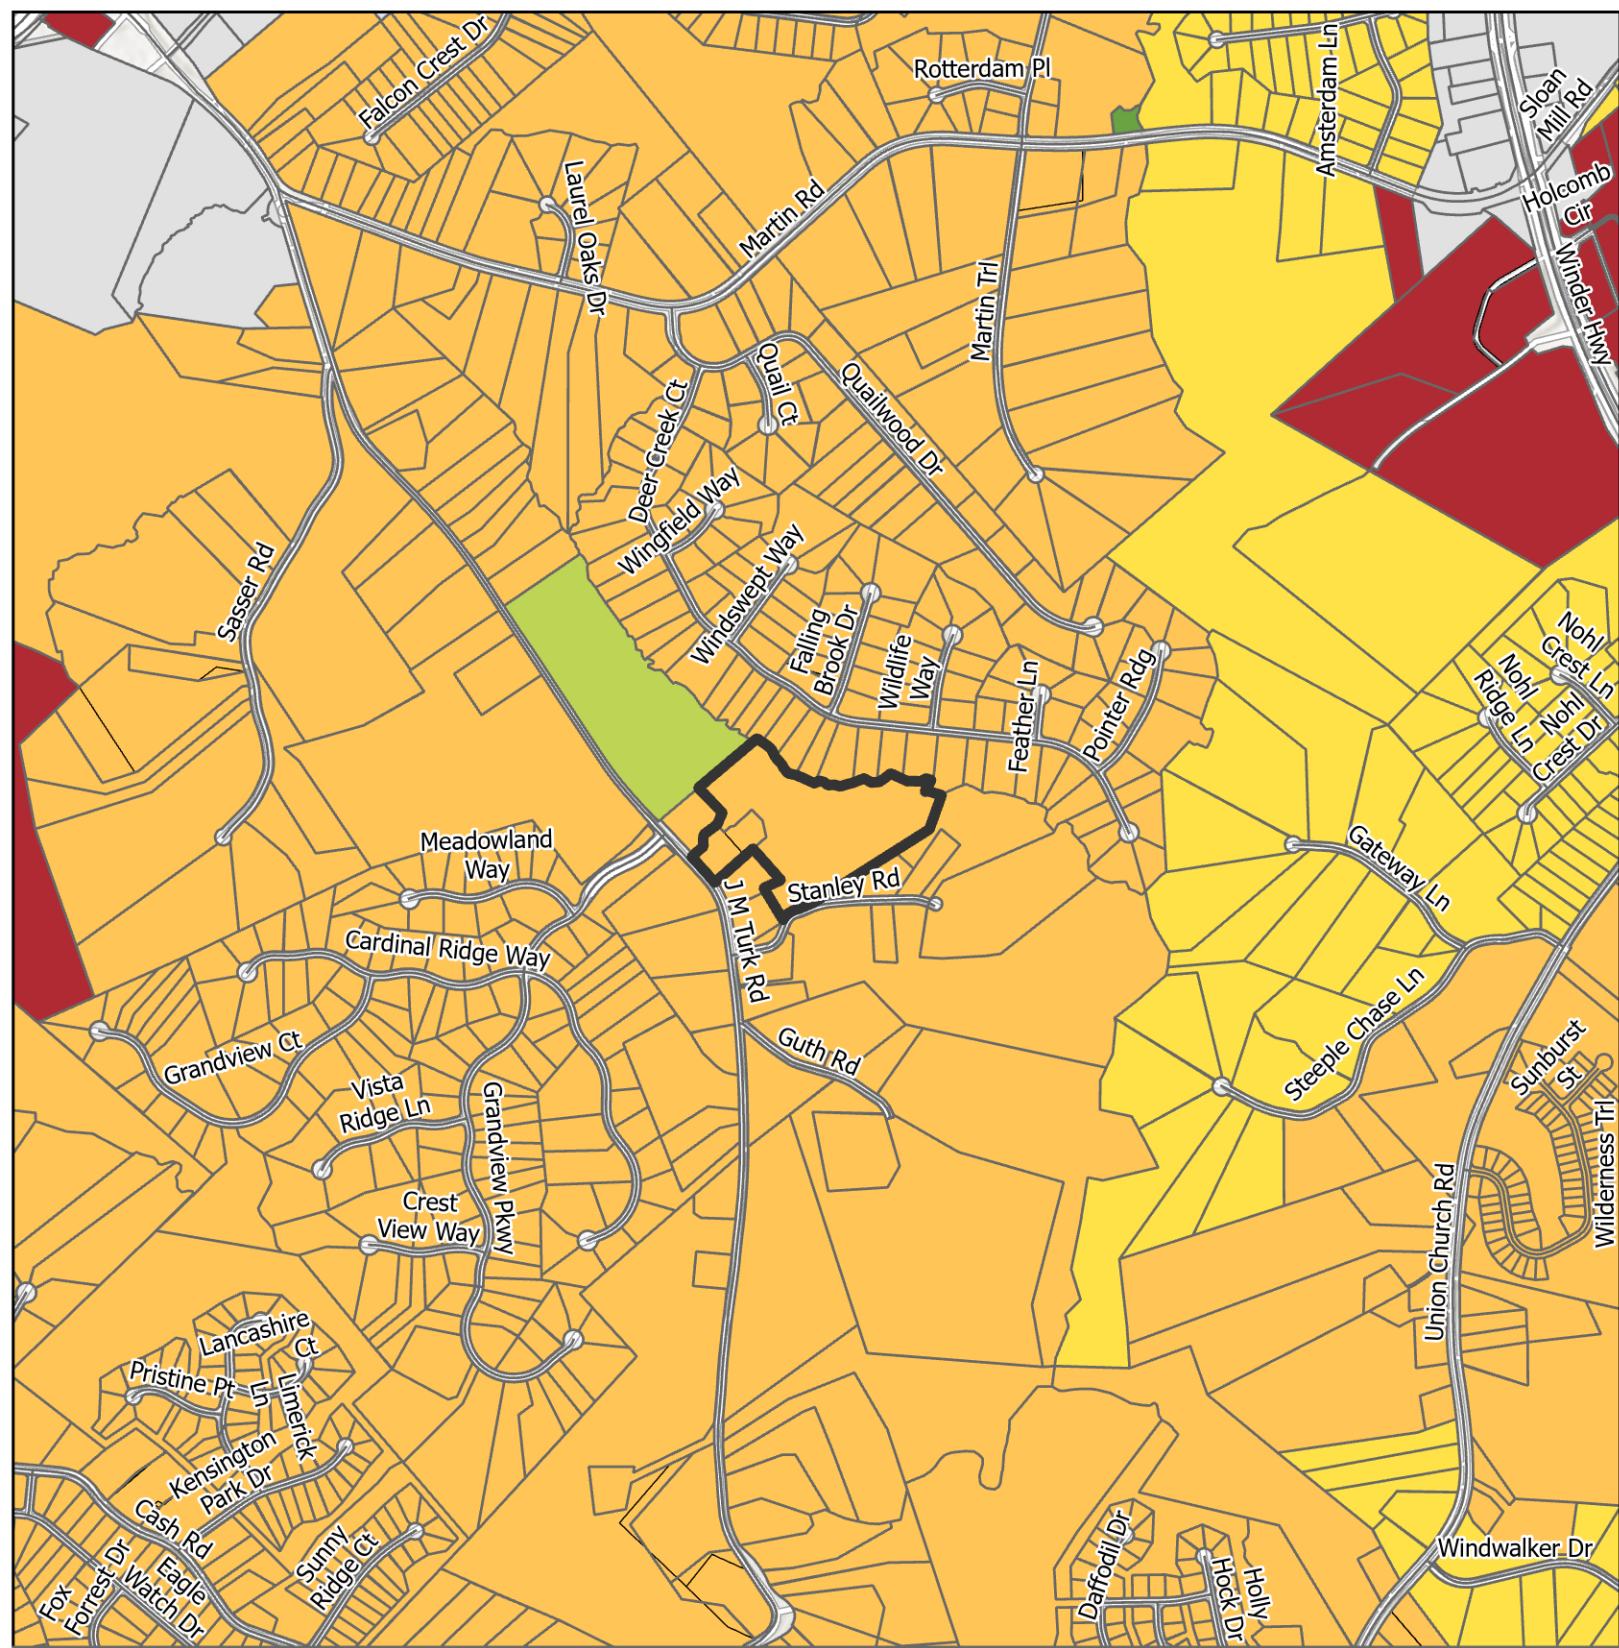 Falcon Crest Dr
Rotterdam Pl
Amsterdam Ln
Sloan
Mill Rd
Holcomb
Cir
Winder Hwy
Laurel Oaks Dr
Martin Rd
Martin Trl
Quail Ct
Quailwood Dr
Deer Creek Ct
Wingfield Way
Windswept Way
Falling
Brook Dr
Wildlife
Way
Feather Ln
Pointer Rdg
Sasser Rd
Nohl
Crest Ln
Nohl
Ridge Ln
Nohl
Crest Dr
Meadowland
Way
Stanley Rd
J M Turk Rd
Gateway Ln
Cardinal Ridge Way
Grandview Ct
Vista
Ridge Ln
Grandview Pkwy
Guth Rd
Steeple Chase Ln
Sunburst
St
Wilderness Trl
Crest
View Way
Union Church Rd
Lancashire
Ct
Pristine Pt
Ln
Limerick
Kensington
Park Dr
Cash Rd
Sunny
Ridge Ct
Eagle
Watch Dr
Fox
Forrest Dr
Daffodil Dr
Holly
Hock Dr
Windwalker Dr